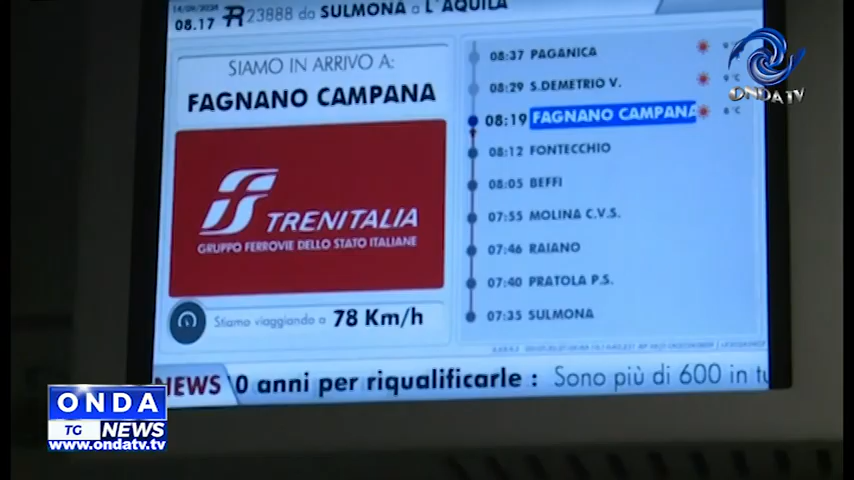 08.17 R 23888 da SULMONA a L'AQUILA
SIAMO IN ARRIVO A:
FAGNANO CAMPANA
TRENITALIA
GRUPPO FERROVIE DELLO STATO ITALIANE
Stiamo viaggiando a 78 Km/h
08:37 PAGANICA
08:29 S.DEMETRIO V.
08:19 FAGNANO CAMPANA
08:12 FONTECCHIO
08:05 BEFFI
07:55 MOLINA C.V.S.
07:46 RAIANO
07:40 PRATOLA P.S.
07:35 SULMONA
NEWS 0 anni per riqualificarle : Sono più di 600 in tu
ONDA TV
ONDA
TG NEWS
www.ondatv.tv